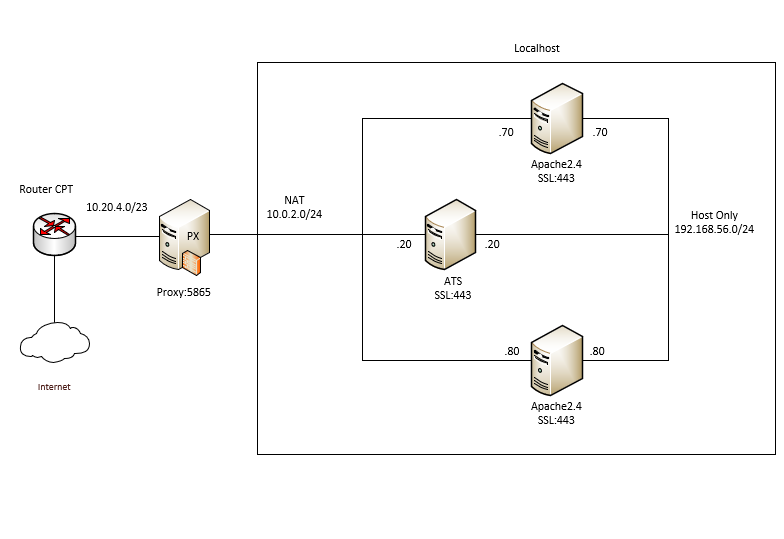 Localhost
.70
.70
Apache2.4
SSL:443
Router CPT
10.20.4.0/23
NAT
10.0.2.0/24
PX
Proxy:5865
.20
.20
ATS
SSL:443
Host Only
192.168.56.0/24
Internet
.80
.80
Apache2.4
SSL:443